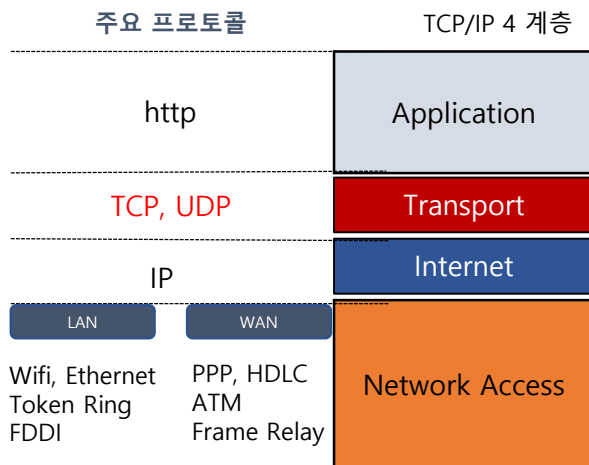 주요 프로토콜
TCP/IP 4 계층
http
Application
TCP, UDP
Transport
IP
Internet
LAN
WAN
Wifi, Ethernet
Token Ring
FDDI
PPP, HDLC
ATM
Frame Relay
Network Access